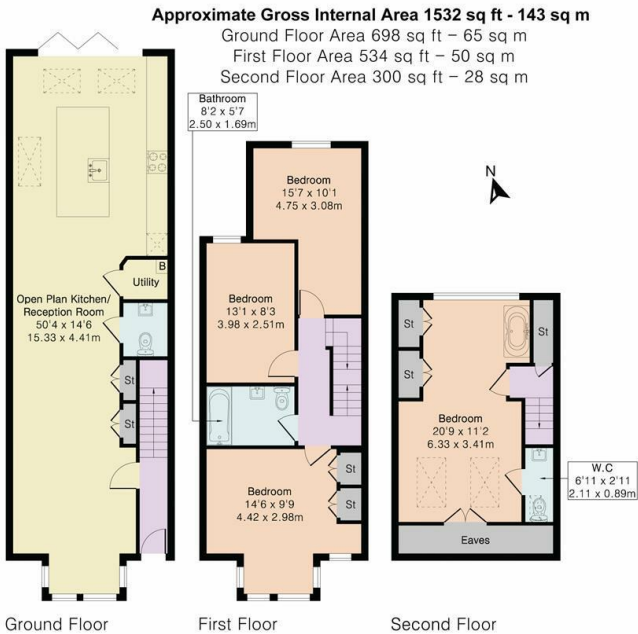 Approximate Gross Internal Area 1532 sq ft - 143 sq m
Ground Floor Area 698 sq ft – 65 sq m
First Floor Area 534 sq ft – 50 sq m
Second Floor Area 300 sq ft – 28 sq m
Bathroom
8'2 x 5'7
2.50 x 1.69m
N
Bedroom
15'7 x 10'1
4.75 x 3.08m
B
Utility
Open Plan Kitchen/
Reception Room
50'4 x 14'6
15.33 x 4.41m
Bedroom
13'1 x 8'3
3.98 x 2.51m
St
St
St
St
St
Bedroom
20'9 x 11'2
6.33 x 3.41m
W.C
6'11 x 2'11
2.11 x 0.89m
Bedroom
14'6 x 9'9
4.42 x 2.98m
St
St
Eaves
Ground Floor
First Floor
Second Floor